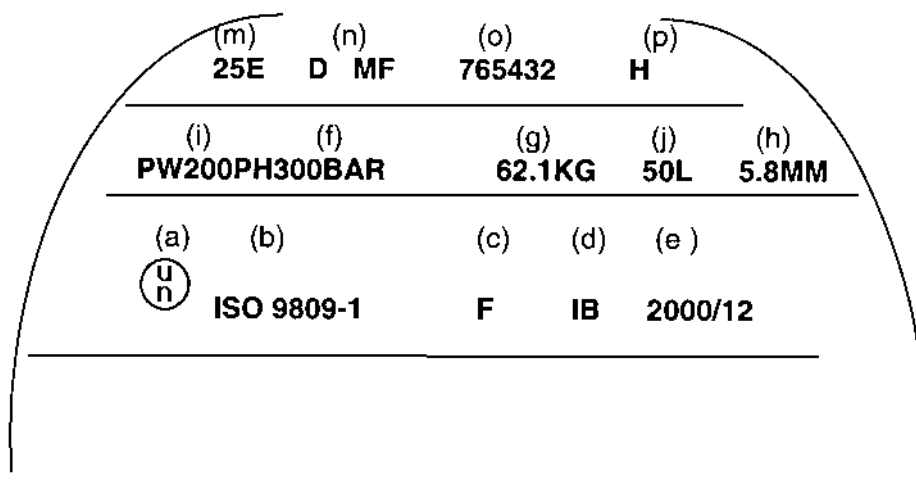 (m) (n) (o) (p)
25E D MF 765432 H
(i) (f) (g) (j) (h)
PW200PH300BAR 62.1KG 50L 5.8MM
(a) (b) (c) (d) (e )
u
n
ISO 9809-1 F IB 2000/12